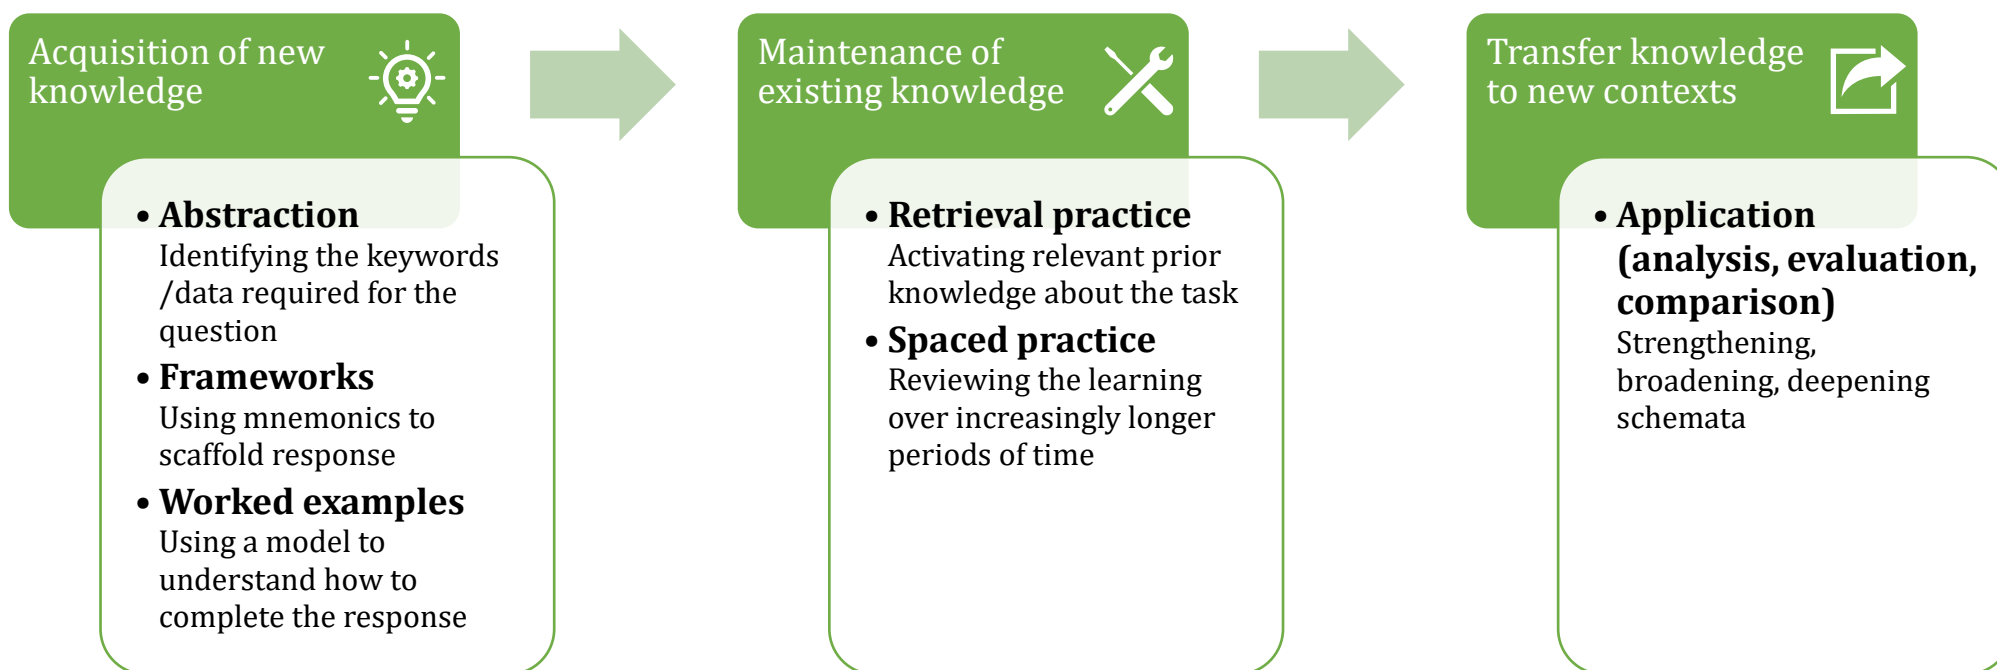 Acquisition of new
knowledge
• Abstraction
Identifying the keywords
/data required for the
question
• Frameworks
Using mnemonics to
scaffold response
• Worked examples
Using a model to
understand how to
complete the response
Maintenance of
existing knowledge
• Retrieval practice
Activating relevant prior
knowledge about the task
• Spaced practice
Reviewing the learning
over increasingly longer
periods of time
Transfer knowledge
to new contexts
• Application
(analysis, evaluation,
comparison)
Strengthening,
broadening, deepening
schemata